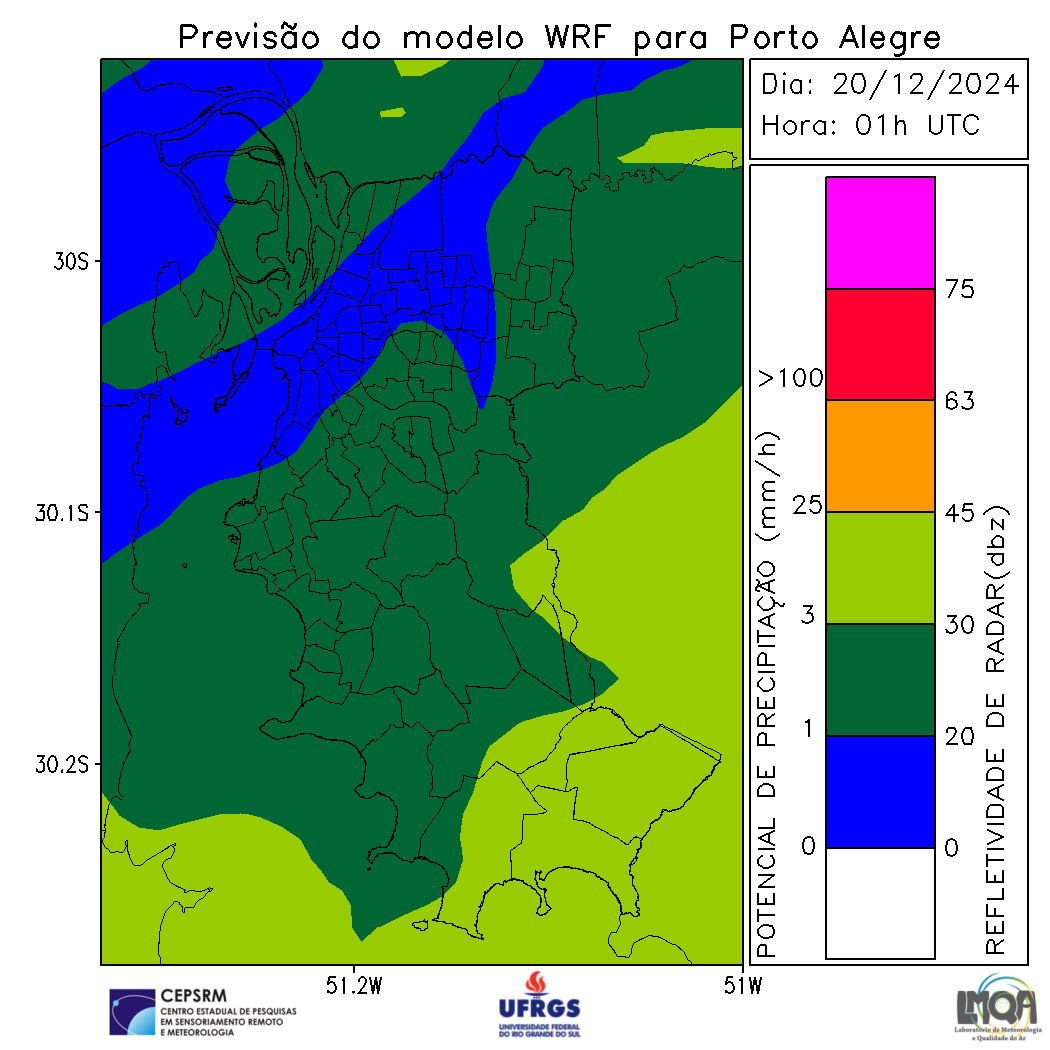 Previsão do modelo WRF para Porto Alegre
Dia: 20/12/2024
Hora: 01h UTC
30S
30.1S
30.2S
51.2W
51W
POTENCIAL DE PRECIPITAÇÃO (mm/h)
>100
25
3
1
0
75
63
45
30
20
0
REFLETIVIDADE DE RADAR(dbz)
CEPSRM
CENTRO ESTADUAL DE PESQUISAS
EM SENSORIAMENTO REMOTO
E METEOROLOGIA
UFRGS
UNIVERSIDADE FEDERAL
DO RIO GRANDE DO SUL
LMQA
Laboratório de Meteorologia
e Qualidade do Ar